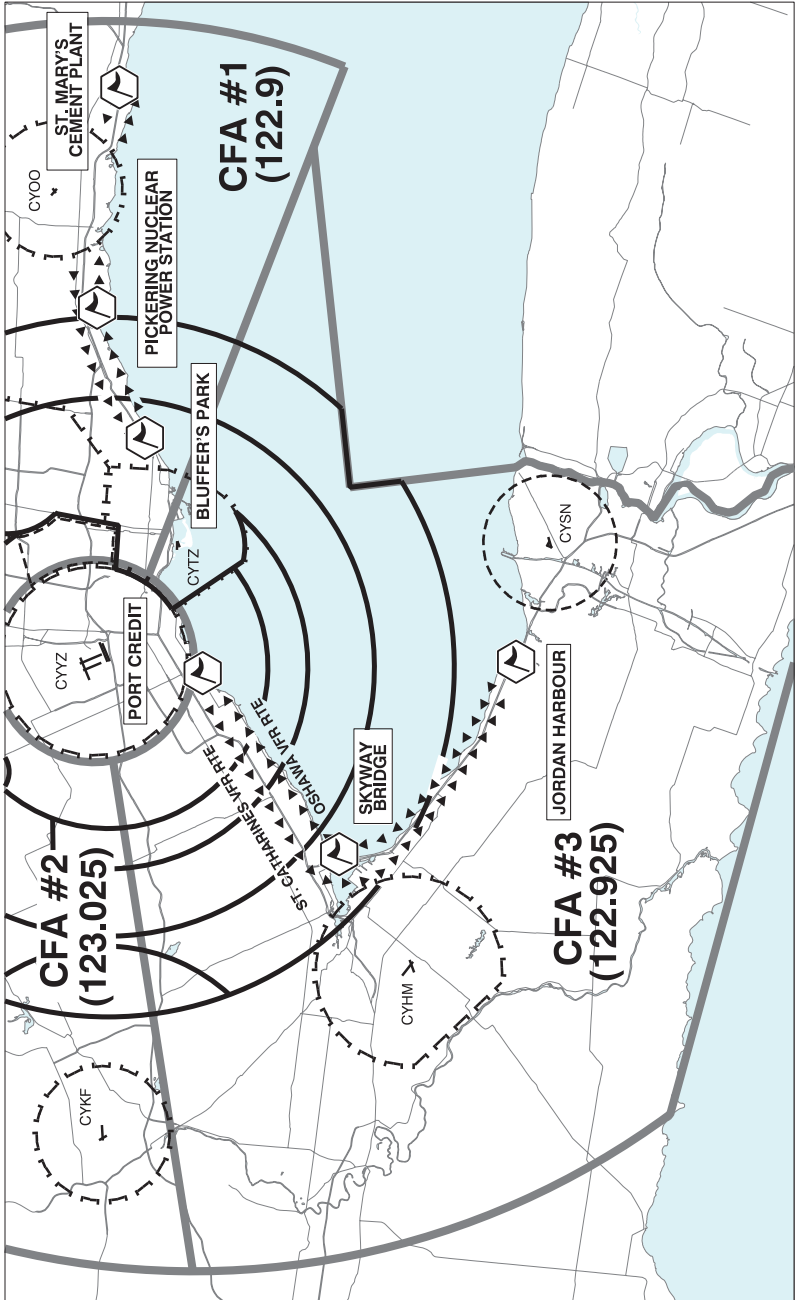 CYKF
CFA #2
(123.025)
CYYZ
PORT CREDIT
CYTZ
BLUFFER'S PARK
CYOO
ST. MARY'S
CEMENT PLANT
PICKERING NUCLEAR
POWER STATION
CFA #1
(122.9)
ST. CATHARINES VFR RTE
OSHAWA VFR RTE
SKYWAY
BRIDGE
CYHM
CFA #3
(122.925)
JORDAN HARBOUR
CYSN